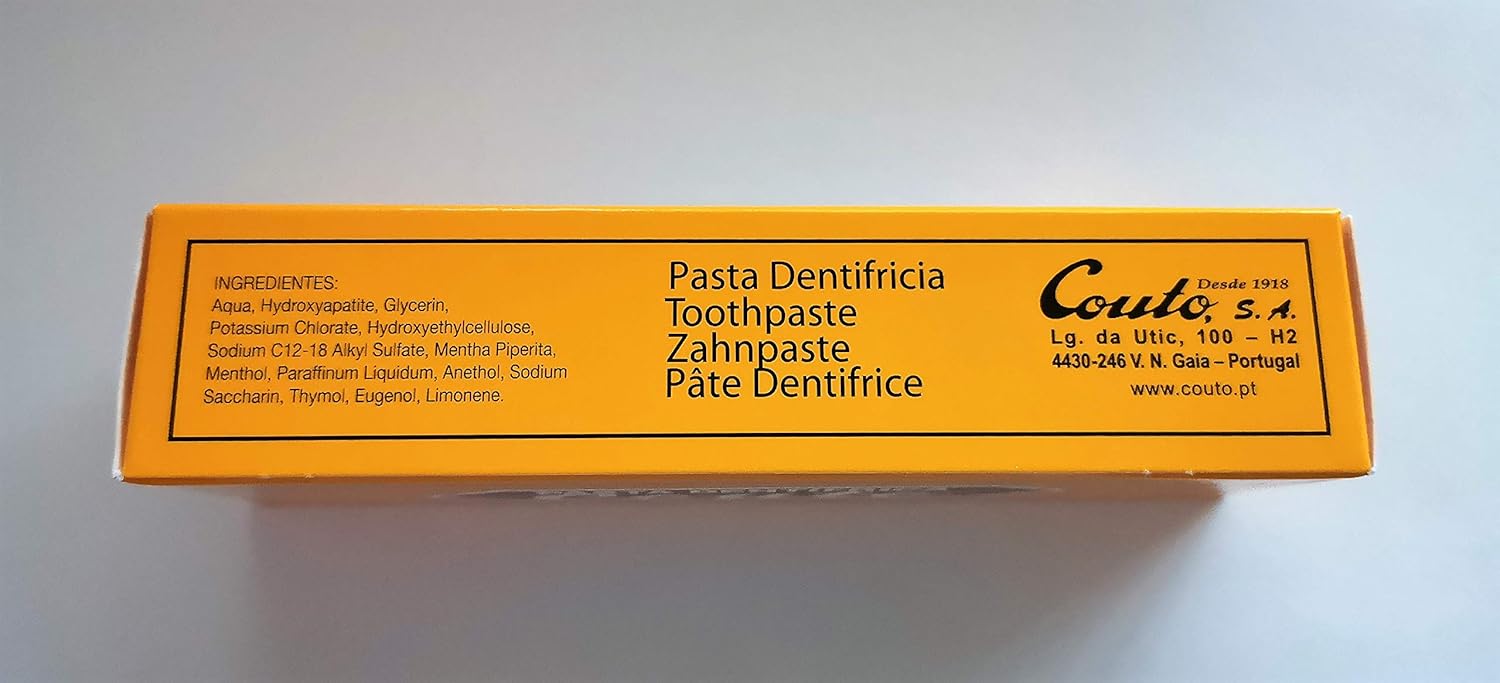 INGREDIENTES:
Aqua, Hydroxyapatite, Glycerin,
Potassium Chlorate, Hydroxyethylcellulose,
Sodium C12-18 Alkyl Sulfate, Mentha Piperita,
Menthol, Paraffinum Liquidum, Anethol, Sodium
Saccharin, Thymol, Eugenol, Limonene.
Pasta Dentifricia
Toothpaste
Zahnpaste
Pâte Dentifrice
Desde 1918
Couto, S. A.
Lg. da Utic, 100 – H2
4430-246 V. N. Gaia – Portugal
www.couto.pt